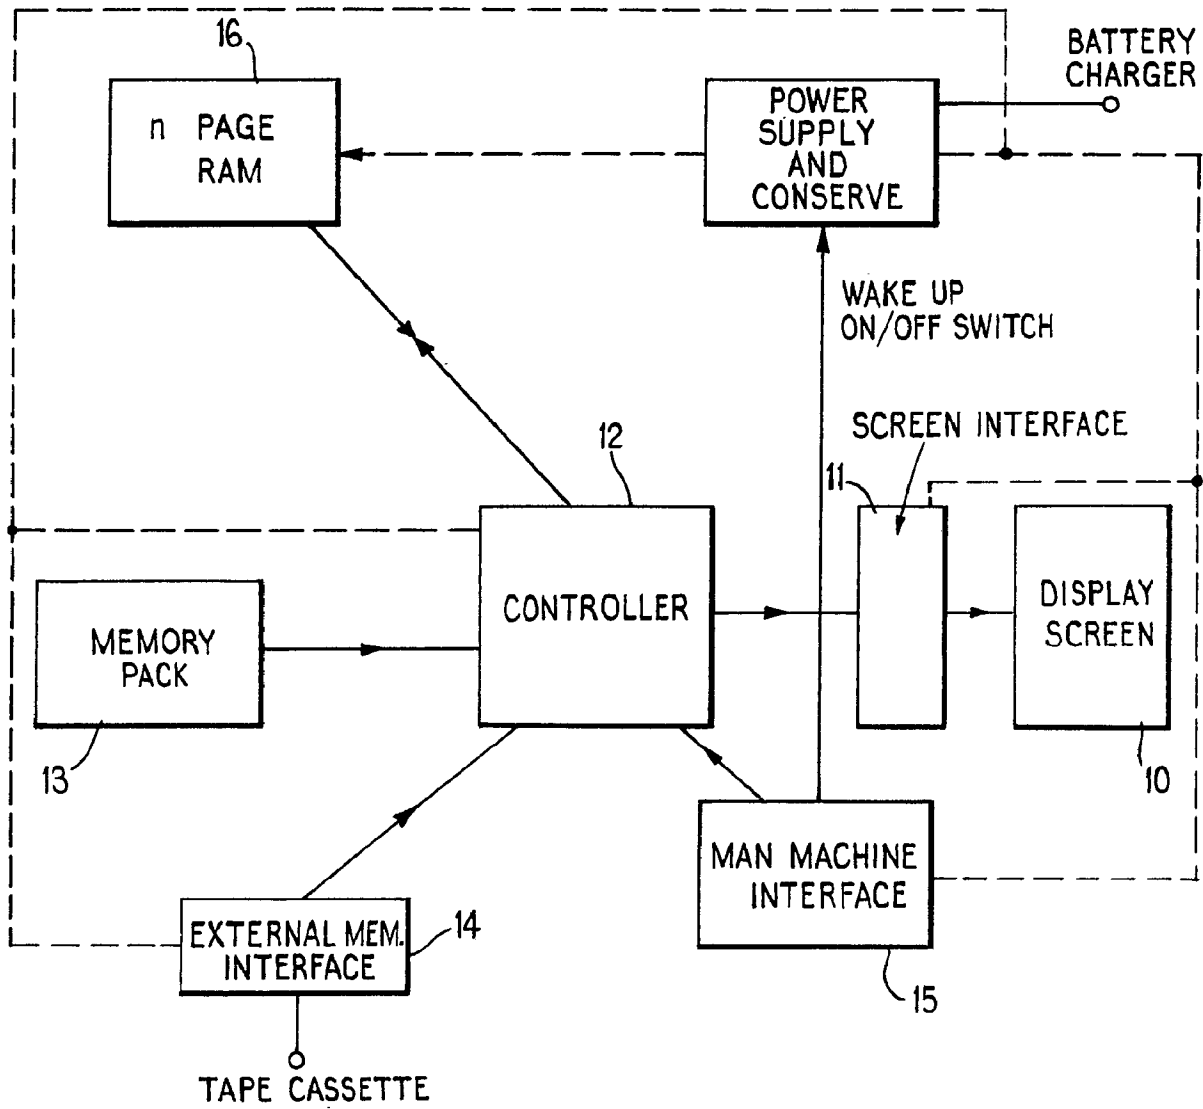 16
BATTERY
CHARGER
n PAGE
RAM
POWER
SUPPLY
AND
CONSERVE
WAKE UP
ON/OFF SWITCH
SCREEN INTERFACE
12
11
CONTROLLER
DISPLAY
SCREEN
MEMORY
PACK
13
10
MAN MACHINE
INTERFACE
EXTERNAL MEM.
INTERFACE
14
15
TAPE CASSETTE